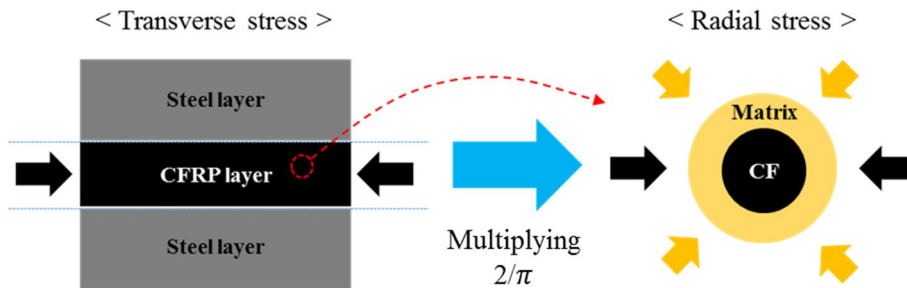 < Transverse stress >
< Radial stress >
Steel layer
CFRP layer
Steel layer
Multiplying
2/π
Matrix
CF